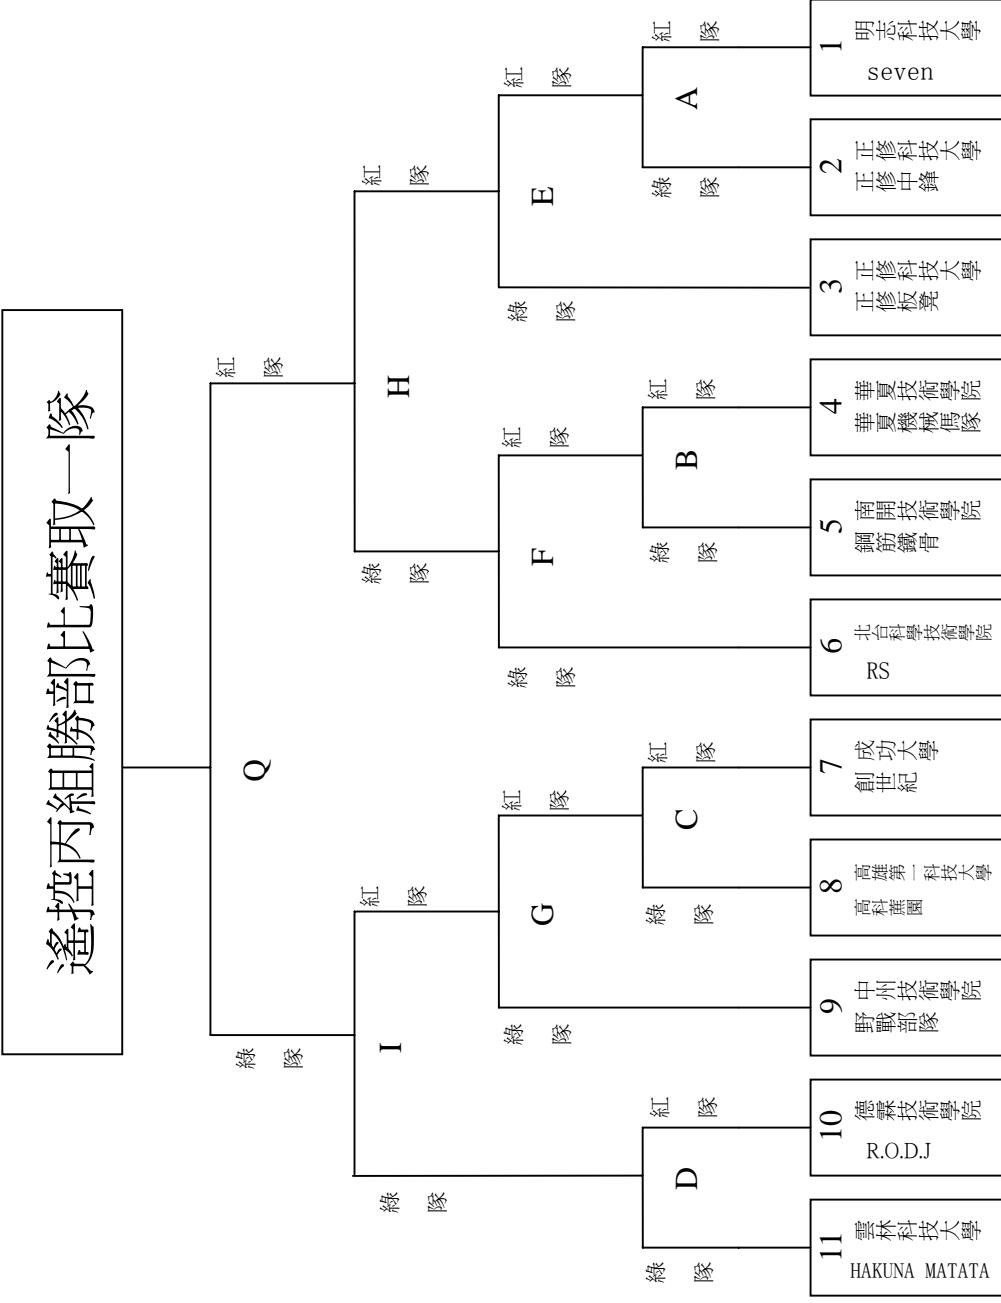 遙控丙組勝部比賽取一隊
Q
紅隊
綠隊
H
紅隊
綠隊
I
紅隊
綠隊
E
紅隊
綠隊
F
紅隊
綠隊
G
紅隊
綠隊
A
紅隊
綠隊
B
紅隊
綠隊
C
紅隊
綠隊
D
紅隊
綠隊
1
明志科技大學
seven
2
正修科技大學
正修中鋒
3
正修科技大學
正修板凳
4
華夏技術學院
華夏機械傌隊
5
南開技術學院
鋼筋鐵骨
6
北台科學技術學院
RS
7
成功大學
創世紀
8
高雄第一科技大學
高科蔗園
9
中州技術學院
野戰部隊
10
德霖技術學院
R.O.D.J
11
雲林科技大學
HAKUNA MATATA